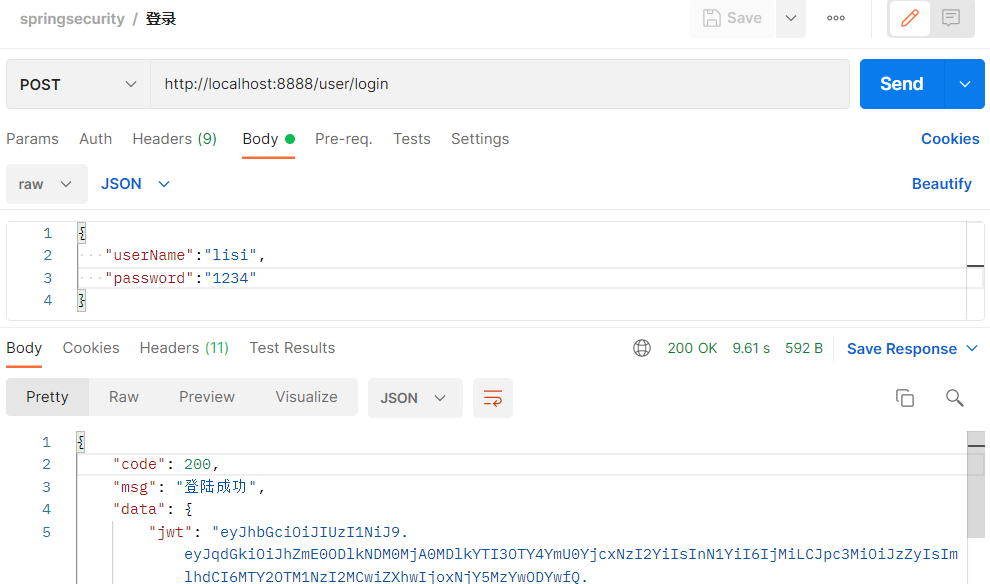 springsecurity / 登录
Save
POST
http://localhost:8888/user/login
Send
Params Auth Headers (9) Body Pre-req. Tests Settings
Cookies
raw JSON
Beautify
1 {
2 "userName":"lisi",
3 "password":"1234"
4 }
Body Cookies Headers (11) Test Results
200 OK 9.61 s 592 B Save Response
Pretty Raw Preview Visualize JSON
1 {
2 "code": 200,
3 "msg": "登陆成功",
4 "data": {
5 "jwt": "eyJhbGciOiJIUzI1NiJ9.
eyJqdGkiOiJhZmE0ODlkNDM0MjA0MDlkYTI3OTY4YmU0YjcxNzI2YiIsInN1YiI6IjMiLCJpc3MiOiJzZyIsIm
lhdCI6MTY2OTM1NzI2MCwiZXhwIjoxNjY5MzYwODYwfQ.